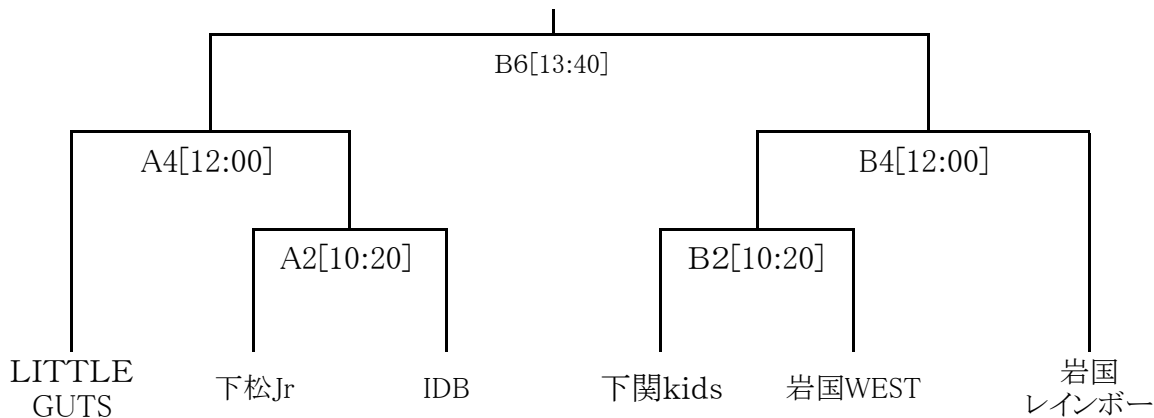 B6[13:40]
A4[12:00]
B4[12:00]
A2[10:20]
B2[10:20]
LITTLE
GUTS
下松Jr
IDB
下関kids
岩国WEST
岩国
レインボー